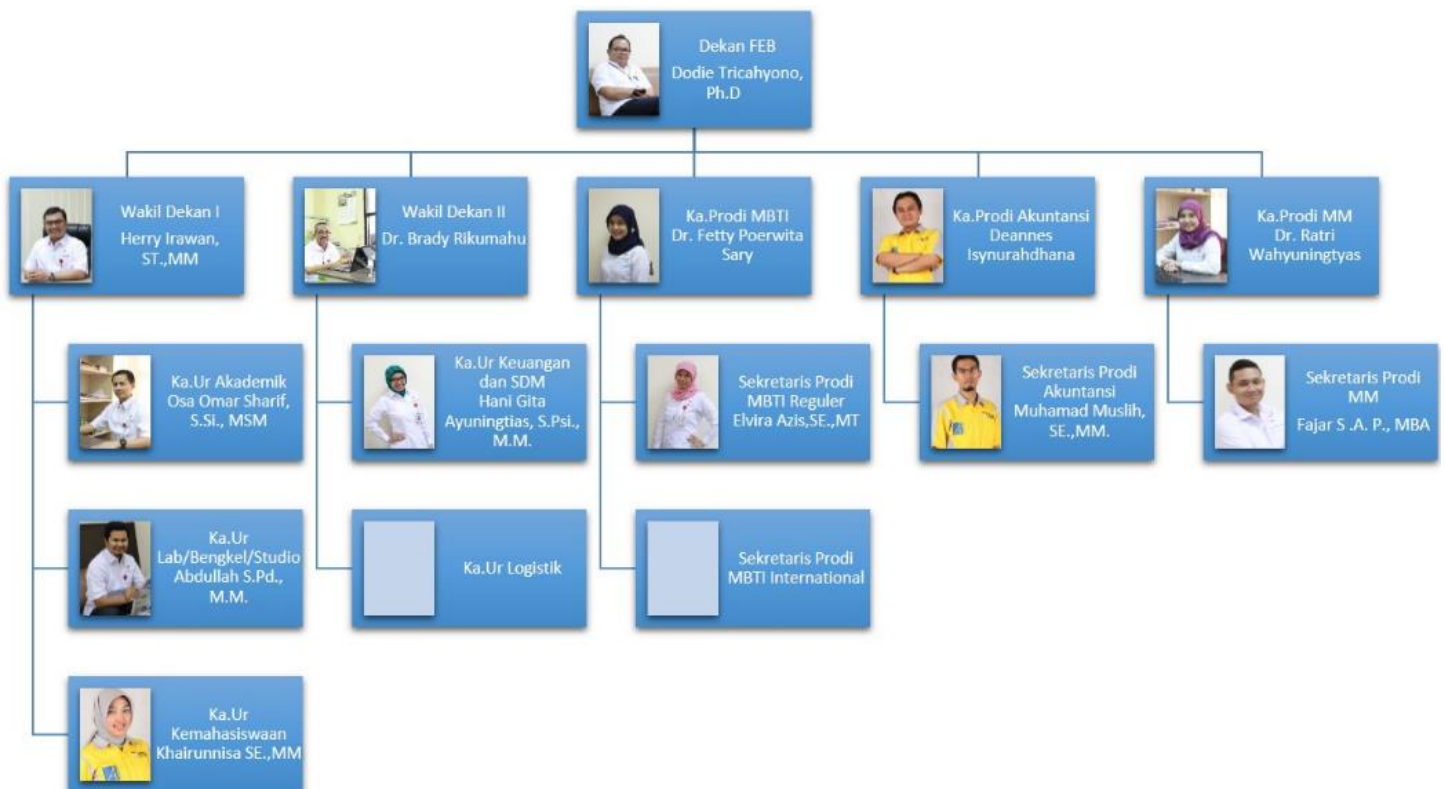 Dekan FEB
Dodie Tricahyono,
Ph.D
Wakil Dekan I
Herry Irawan,
ST.,MM
Wakil Dekan II
Dr. Brady Rikumahu
Ka.Prodi MBTI
Dr. Fetty Poerwita
Sary
Ka.Prodi Akuntansi
Deannes
Isynurahdhana
Ka.Prodi MM
Dr. Ratri
Wahyuningtyas
Ka.Ur Akademik
Osa Omar Sharif,
S.Si., MSM
Ka.Ur Keuangan
dan SDM
Hani Gita
Ayuningtias, S.Psi.,
M.M.
Sekretaris Prodi
MBTI Reguler
Elvira Azis,SE.,MT
Sekretaris Prodi
Akuntansi
Muhamad Muslih,
SE.,MM.
Sekretaris Prodi
MM
Fajar S .A. P., MBA
Ka.Ur
Lab/Bengkel/Studio
Abdullah S.Pd.,
M.M.
Ka.Ur Logistik
Sekretaris Prodi
MBTI International
Ka.Ur
Kemahasiswaan
Khairunnisa SE.,MM